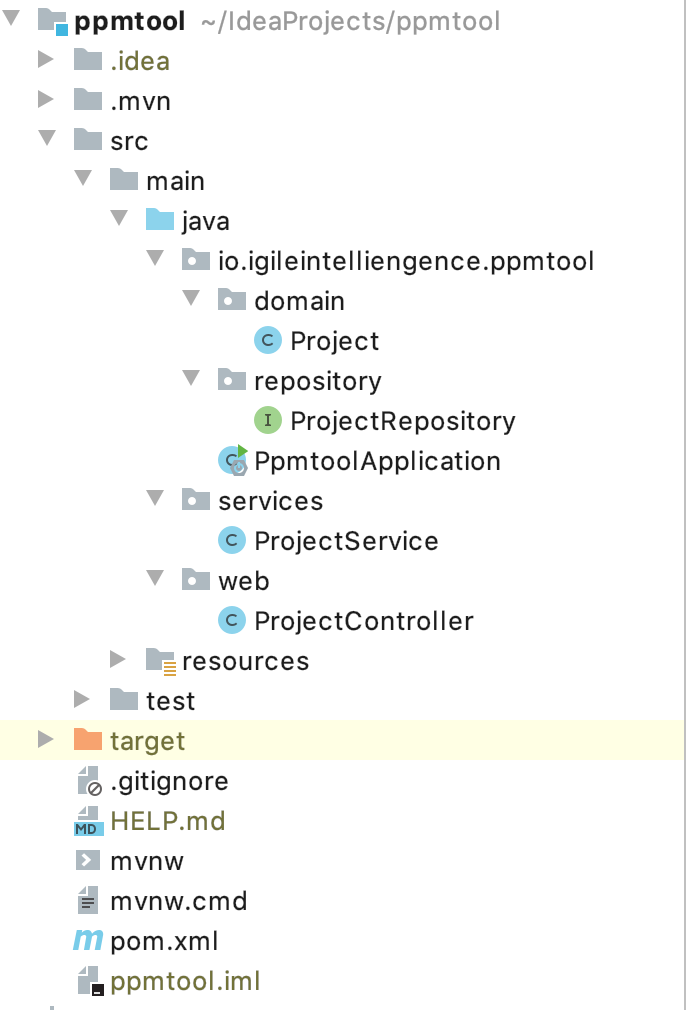 ppmtool ~/IdeaProjects/ppmtool
.idea
.mvn
src
main
java
io.igileintelliengence.ppmtool
domain
C Project
repository
I ProjectRepository
C PpmtoolApplication
services
C ProjectService
web
C ProjectController
resources
test
target
.gitignore
MD HELP.md
mvnw
mvnw.cmd
m pom.xml
ppmtool.iml